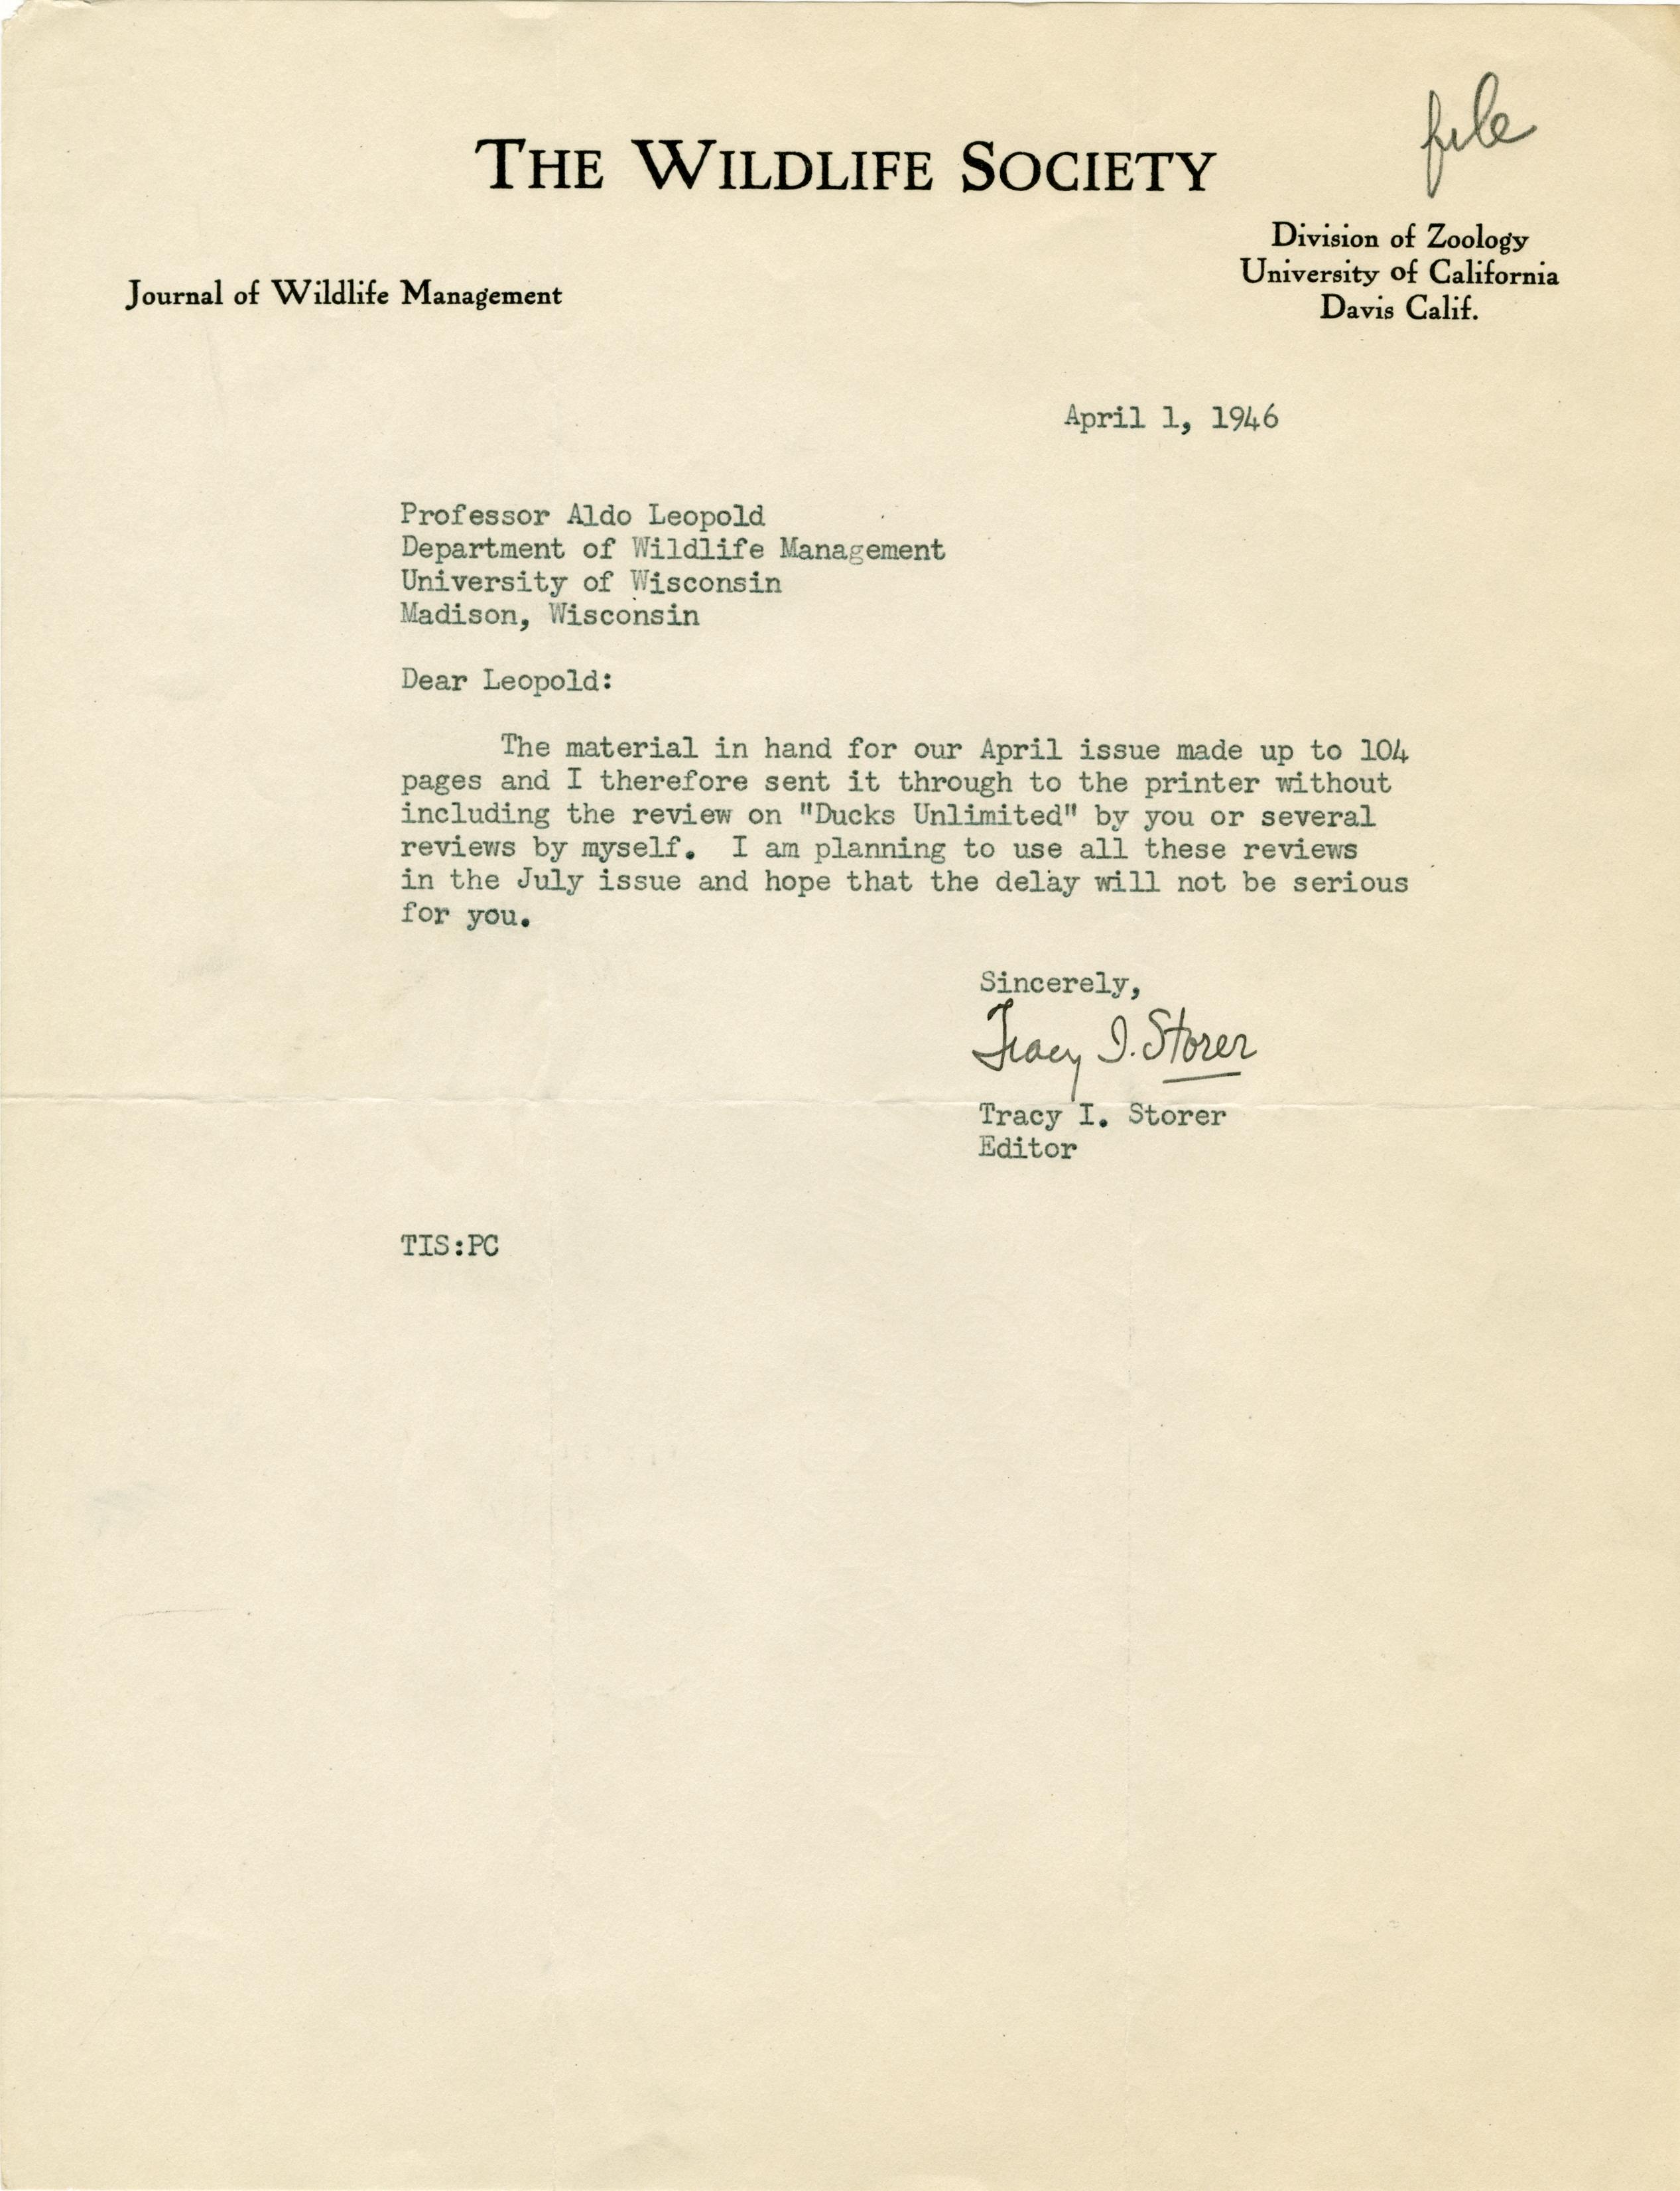 file
THE WILDLIFE SOCIETY
Division of Zoology
University of California
Davis Calif.
Journal of Wildlife Management
April 1, 1946
Professor Aldo Leopold
Department of Wildlife Management
University of Wisconsin
Madison, Wisconsin
Dear Leopold:
The material in hand for our April issue made up to 104
pages and I therefore sent it through to the printer without
including the review on "Ducks Unlimited" by you or several
reviews by myself. I am planning to use all these reviews
in the July issue and hope that the delay will not be serious
for you.
Sincerely,
Tracy I. Storer
Tracy I. Storer
Editor
TIS:PC